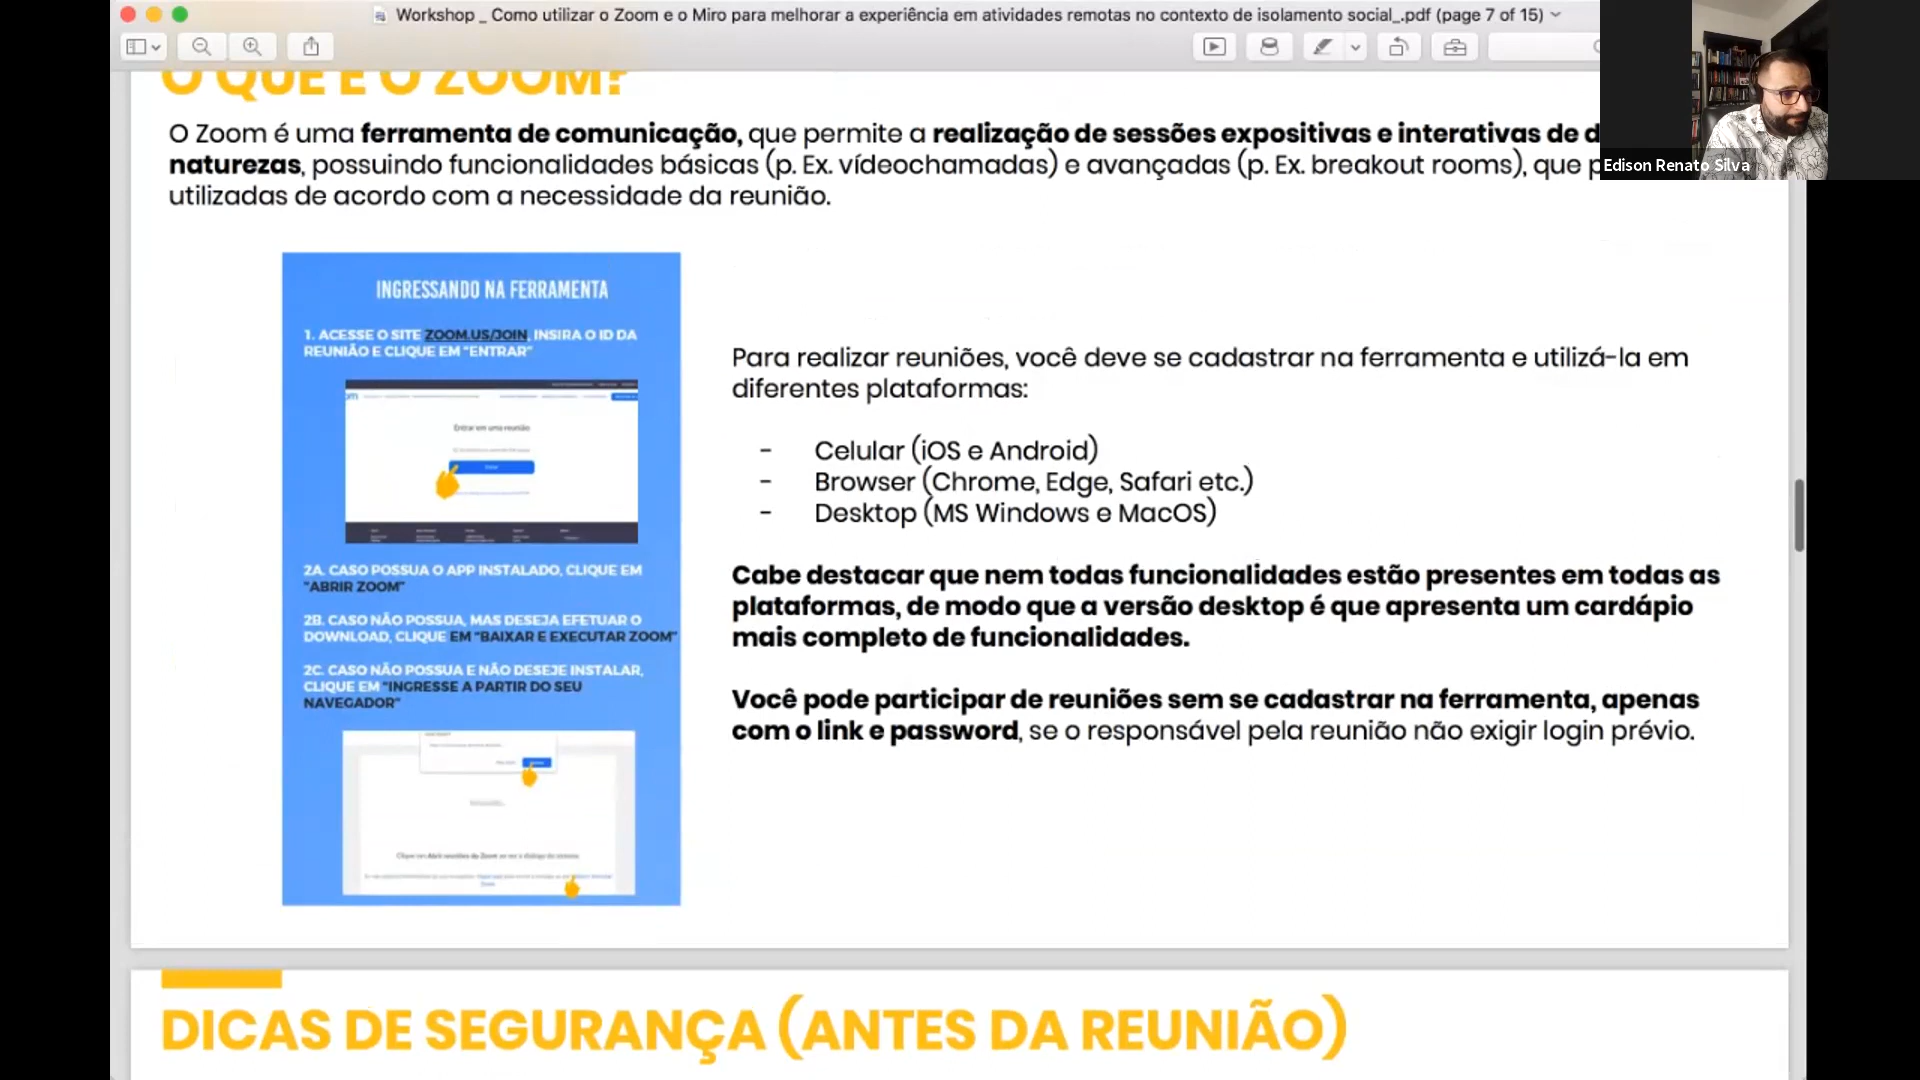 Workshop _ Como utilizar o Zoom e o Miro para melhorar a experiência em atividades remotas no contexto de isolamento social_.pdf (page 7 of 15)
O QUE É O ZOOM?
O Zoom é uma ferramenta de comunicação, que permite a realização de sessões expositivas e interativas de d
naturezas, possuindo funcionalidades básicas (p. Ex. vídeochamadas) e avançadas (p. Ex. breakout rooms), que p
utilizadas de acordo com a necessidade da reunião.
Edison Renato Silva
INGRESSANDO NA FERRAMENTA
1. ACESSE O SITE ZOOM.US/JOIN, INSIRA O ID DA
REUNIÃO E CLIQUE EM "ENTRAR"
Entrar em uma reunião
2A. CASO POSSUA O APP INSTALADO, CLIQUE EM
"ABRIR ZOOM"
2B. CASO NÃO POSSUA, MAS DESEJA EFETUAR O
DOWNLOAD, CLIQUE EM "BAIXAR E EXECUTAR ZOOM"
2C. CASO NÃO POSSUA E NÃO DESEJE INSTALAR,
CLIQUE EM "INGRESSE A PARTIR DO SEU
NAVEGADOR"
Para realizar reuniões, você deve se cadastrar na ferramenta e utilizá-la em
diferentes plataformas:
- Celular (iOS e Android)
- Browser (Chrome, Edge, Safari etc.)
- Desktop (MS Windows e MacOS)
Cabe destacar que nem todas funcionalidades estão presentes em todas as
plataformas, de modo que a versão desktop é que apresenta um cardápio
mais completo de funcionalidades.
Você pode participar de reuniões sem se cadastrar na ferramenta, apenas
com o link e password, se o responsável pela reunião não exigir login prévio.
DICAS DE SEGURANÇA (ANTES DA REUNIÃO)